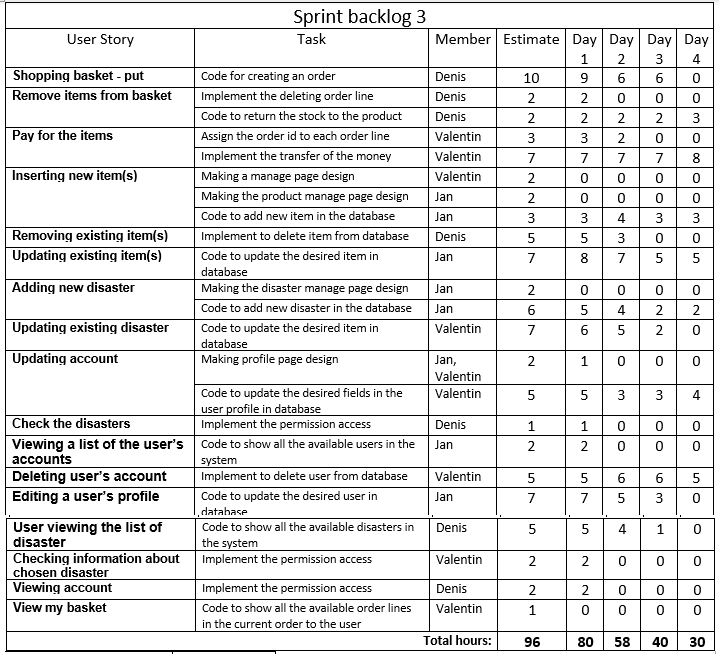 Sprint backlog 3
User Story Task Member Estimate Day 1 Day 2 Day 3 Day 4
Shopping basket - put Code for creating an order Denis 10 9 6 6 0
Remove items from basket Implement the deleting order line Denis 2 2 0 0 0
Code to return the stock to the product Denis 2 2 2 2 3
Pay for the items Assign the order id to each order line Valentin 3 3 2 0 0
Implement the transfer of the money Valentin 7 7 7 7 8
Inserting new item(s) Making a manage page design Valentin 2 0 0 0 0
Making the product manage page design Jan 2 0 0 0 0
Code to add new item in the database Jan 3 3 4 3 3
Removing existing item(s) Implement to delete item from database Denis 5 5 3 0 0
Updating existing item(s) Code to update the desired item in Jan 7 8 7 5 5
database
Adding new disaster Making the disaster manage page design Jan 2 0 0 0 0
Code to add new disaster in the database Jan 6 5 4 2 2
Updating existing disaster Code to update the desired item in Valentin 7 6 5 2 0
database
Updating account Making profile page design Jan, 2 1 0 0 0
Valentin
Code to update the desired fields in the Valentin 5 5 3 3 4
user profile in database
Check the disasters Implement the permission access Denis 1 1 0 0 0
Viewing a list of the user's Code to show all the available users in the Jan 2 2 0 0 0
accounts system
Deleting user's account Implement to delete user from database Valentin 5 5 6 6 5
Editing a user's profile Code to update the desired user in Jan 7 7 5 3 0
database
User viewing the list of Code to show all the available disasters in Denis 5 5 4 1 0
disaster the system
Checking information about Implement the permission access Valentin 2 2 0 0 0
chosen disaster
Viewing account Implement the permission access Denis 2 2 0 0 0
View my basket Code to show all the available order lines Valentin 1 0 0 0 0
in the current order to the user
Total hours: 96 80 58 40 30